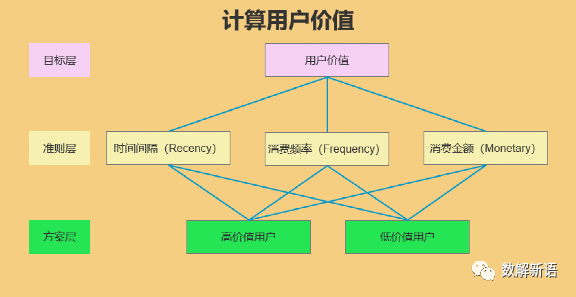 计算用户价值
目标层
用户价值
准则层
时间间隔（Recency）
消费频率（Frequency）
消费金额（Monetary）
方案层
高价值用户
低价值用户
数解新语